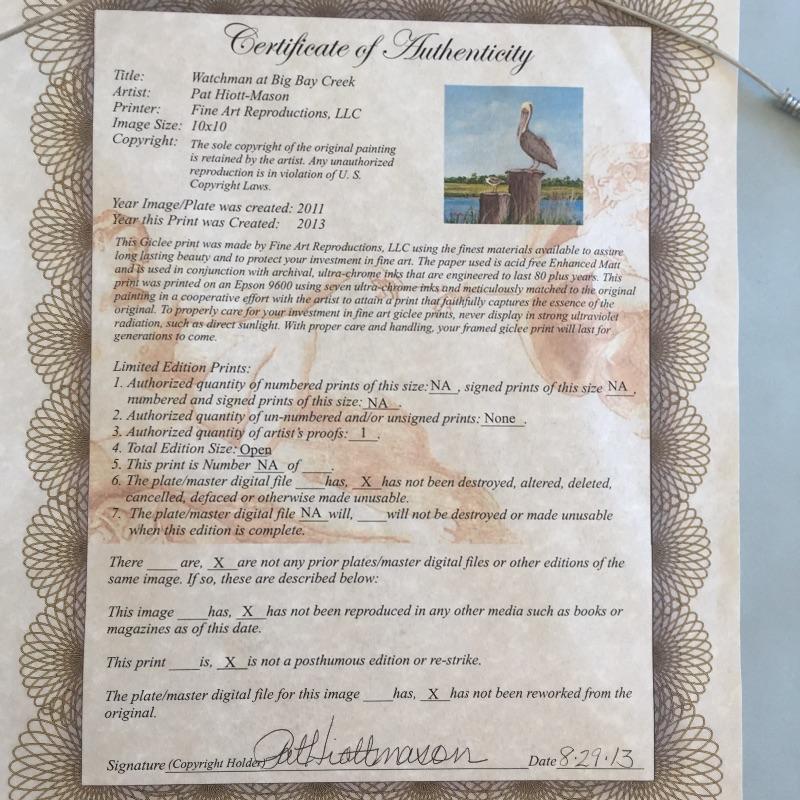 Certificate of Authenticity
Title: Watchman at Big Bay Creek
Artist: Pat Hiott-Mason
Printer: Fine Art Reproductions, LLC
Image Size: 10x10
Copyright: The sole copyright of the original painting
is retained by the artist. Any unauthorized
reproduction is in violation of U. S.
Copyright Laws.
Year Image/Plate was created: 2011
Year this Print was Created: 2013
This Giclee print was made by Fine Art Reproductions, LLC using the finest materials available to assure
long lasting beauty and to protect your investment in fine art. The paper used is acid free Enhanced Matt
and is used in conjunction with archival, ultra-chrome inks that are engineered to last 80 plus years. This
print was printed on an Epson 9600 using seven ultra-chrome inks and meticulously matched to the original
painting in a cooperative effort with the artist to attain a print that faithfully captures the essence of the
original. To properly care for your investment in fine art giclee prints, never display in strong ultraviolet
radiation, such as direct sunlight. With proper care and handling, your framed giclee print will last for
generations to come.
Limited Edition Prints:
1. Authorized quantity of numbered prints of this size: NA , signed prints of this size NA ,
numbered and signed prints of this size: NA .
2. Authorized quantity of un-numbered and/or unsigned prints: None .
3. Authorized quantity of artist's proofs: 1 .
4. Total Edition Size: Open
5. This print is Number NA of ____.
6. The plate/master digital file ____has, X has not been destroyed, altered, deleted,
cancelled, defaced or otherwise made unusable.
7. The plate/master digital file NA will, ____will not be destroyed or made unusable
when this edition is complete.
There ____ are, X are not any prior plates/master digital files or other editions of the
same image. If so, these are described below:
This image ____has, X has not been reproduced in any other media such as books or
magazines as of this date.
This print ____is, X is not a posthumous edition or re-strike.
The plate/master digital file for this image ____has, X has not been reworked from the
original.
Signature (Copyright Holder) Pat Hiott mason Date 8·29·13